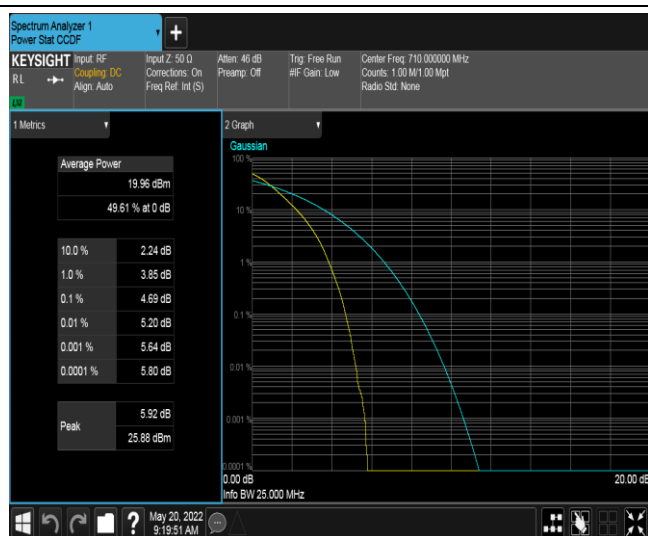 Spectrum Analyzer 1
Power Stat CCDF
+
KEYSIGHT
RL
LXI
Input: RF
Coupling: DC
Align: Auto
Input Z: 50 Ω
Corrections: On
Freq Ref: Int (S)
Atten: 46 dB
Preamp: Off
Trig: Free Run
#IF Gain: Low
Center Freq: 710.000000 MHz
Counts: 1.00 M/1.00 Mpt
Radio Std: None
1 Metrics
Average Power
19.96 dBm
49.61 % at 0 dB
10.0 % 2.24 dB
1.0 % 3.85 dB
0.1 % 4.69 dB
0.01 % 5.20 dB
0.001 % 5.64 dB
0.0001 % 5.80 dB
Peak
5.92 dB
25.88 dBm
2 Graph
Gaussian
100 %
10 %
1 %
0.1 %
0.01 %
0.001 %
0.0001 %
0.00 dB 20.00 dB
Info BW 25.000 MHz
?
May 20, 2022
9:19:51 AM